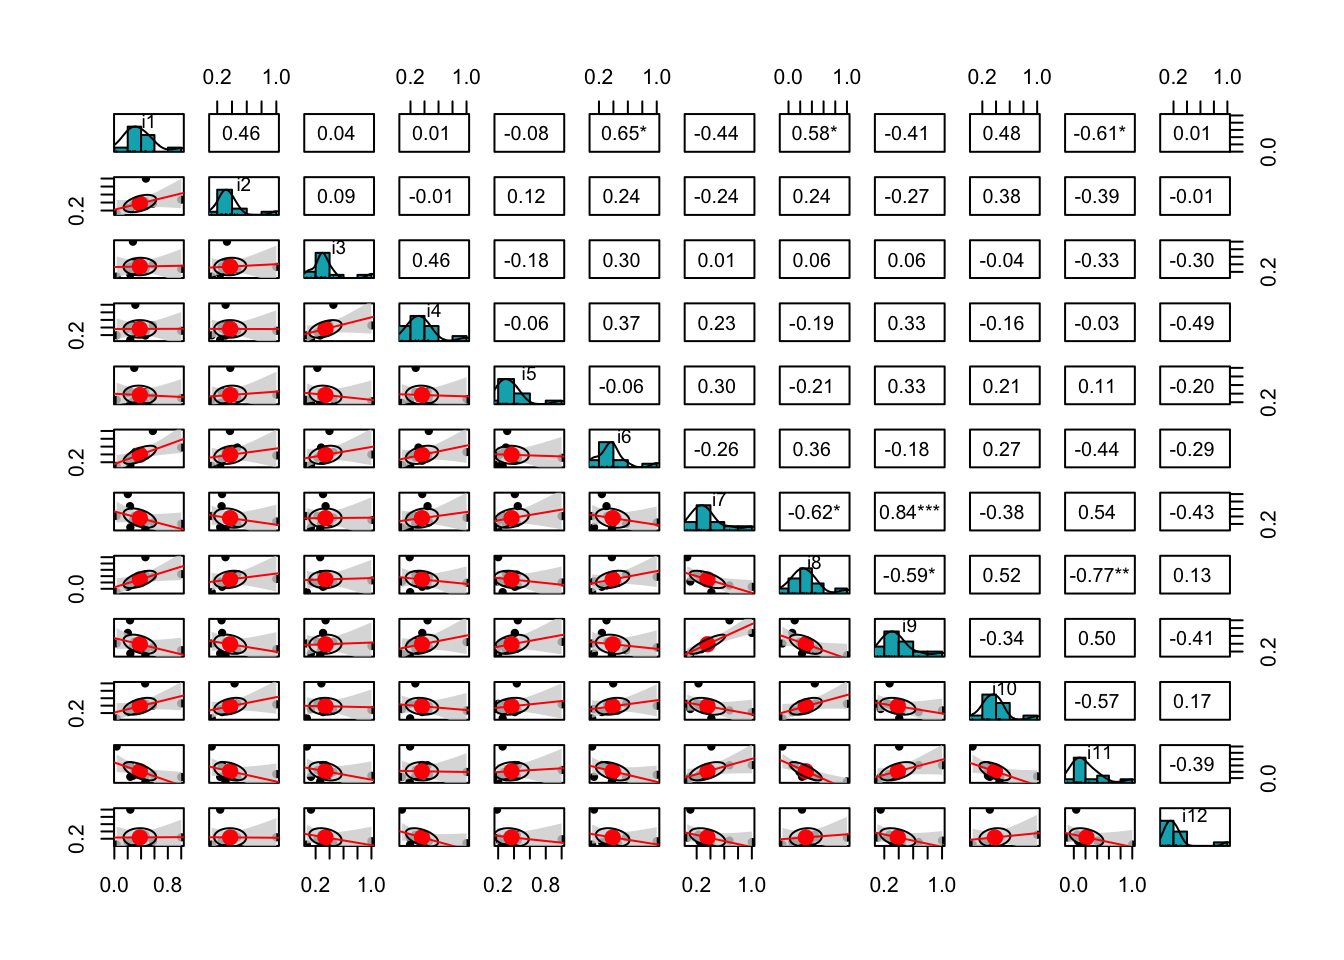 0.2 1.0 0.2 1.0 0.2 1.0 0.0 1.0 0.2 1.0 0.2 1.0
i1 0.46 0.04 0.01 -0.08 0.65* -0.44 0.58* -0.41 0.48 -0.61* 0.01 0.0
0.2 i2 0.09 -0.01 0.12 0.24 -0.24 0.24 -0.27 0.38 -0.39 -0.01
i3 0.46 -0.18 0.30 0.01 0.06 0.06 -0.04 -0.33 -0.30 0.2
0.2 i4 -0.06 0.37 0.23 -0.19 0.33 -0.16 -0.03 -0.49
i5 -0.06 0.30 -0.21 0.33 0.21 0.11 -0.20 0.2
0.2 i6 -0.26 0.36 -0.18 0.27 -0.44 -0.29
i7 -0.62* 0.84*** -0.38 0.54 -0.43 0.2
0.0 i8 -0.59* 0.52 -0.77** 0.13
i9 -0.34 0.50 -0.41 0.2
0.2 i10 -0.57 0.17
i11 -0.39 0.0
0.2 i12
0.0 0.8 0.2 1.0 0.2 0.8 0.2 1.0 0.2 1.0 0.0 1.0